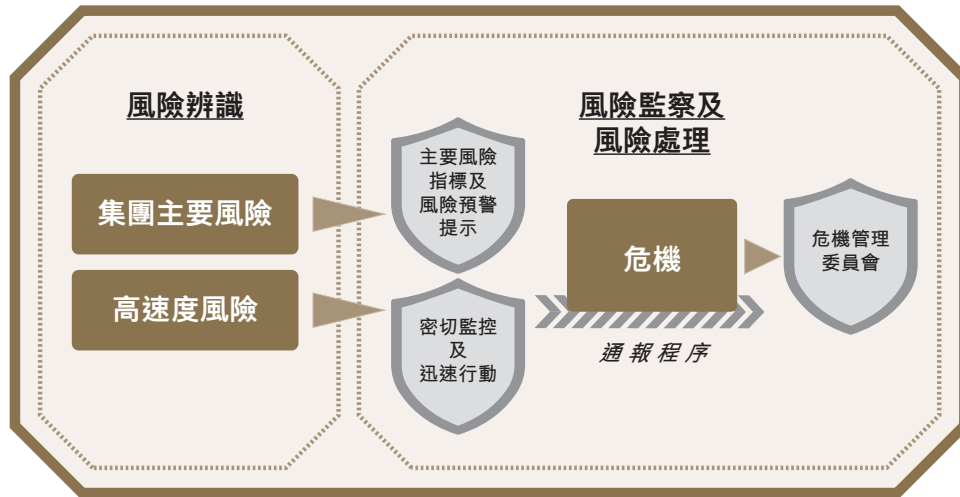 風險辨識
集團主要風險
高速度風險
風險監察及
風險處理
主要風險
指標及
風險預警
提示
密切監控
及
迅速行動
危機
通報程序
危機管理
委員會